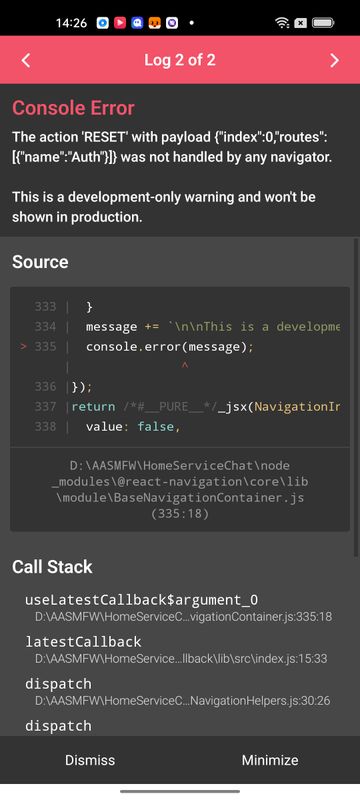 14:26
Log 2 of 2
Console Error
The action 'RESET' with payload {"index":0,"routes":
[{"name":"Auth"}]} was not handled by any navigator.
This is a development-only warning and won't be
shown in production.
Source
333 | }
334 | message += `\n\nThis is a developme
> 335 | console.error(message);
| ^
336 | });
337 | return /*#__PURE__*/_jsx(NavigationIn
338 | value: false,
D:\AASMFW\HomeServiceChat\node
_modules\@react-navigation\core\lib
\module\BaseNavigationContainer.js
(335:18)
Call Stack
useLatestCallback$argument_0
D:\AASMFW\HomeServiceC...vigationContainer.js:335:18
latestCallback
D:\AASMFW\HomeService...llback\lib\src\index.js:15:33
dispatch
D:\AASMFW\HomeServiceC...NavigationHelpers.js:30:26
dispatch
Dismiss Minimize